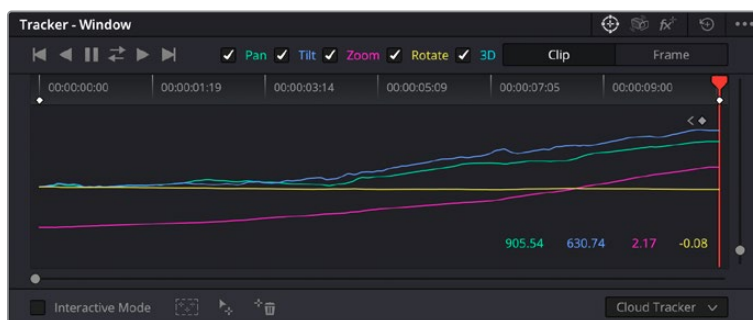 Tracker - Window
Pan Tilt Zoom Rotate 3D Clip Frame
00:00:00:00 00:00:01:19 00:00:03:14 00:00:05:09 00:00:07:05 00:00:09:00
905.54 630.74 2.17 -0.08
Interactive Mode Cloud Tracker